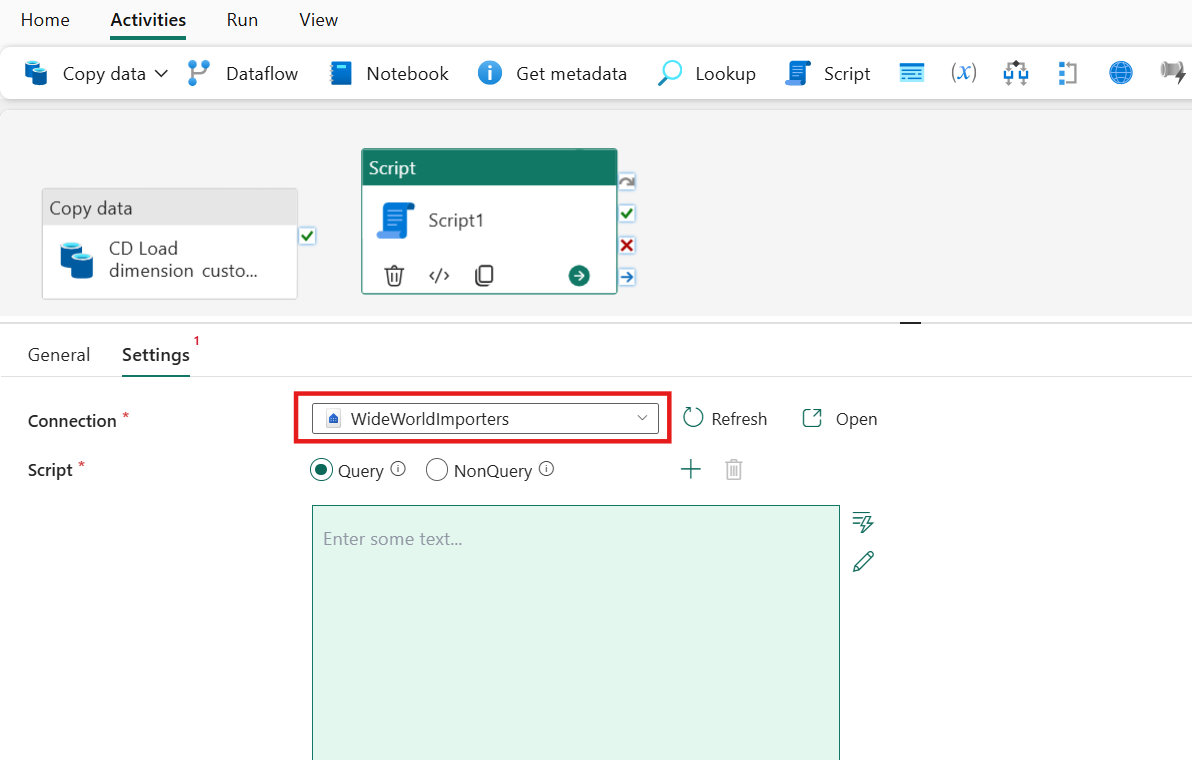 Home Activities Run View
Copy data Dataflow Notebook Get metadata Lookup Script (x)
Script
Copy data
Script1
CD Load
dimension custo...
</>
General Settings 1
Connection * WideWorldImporters Refresh Open
Script * Query NonQuery
Enter some text...